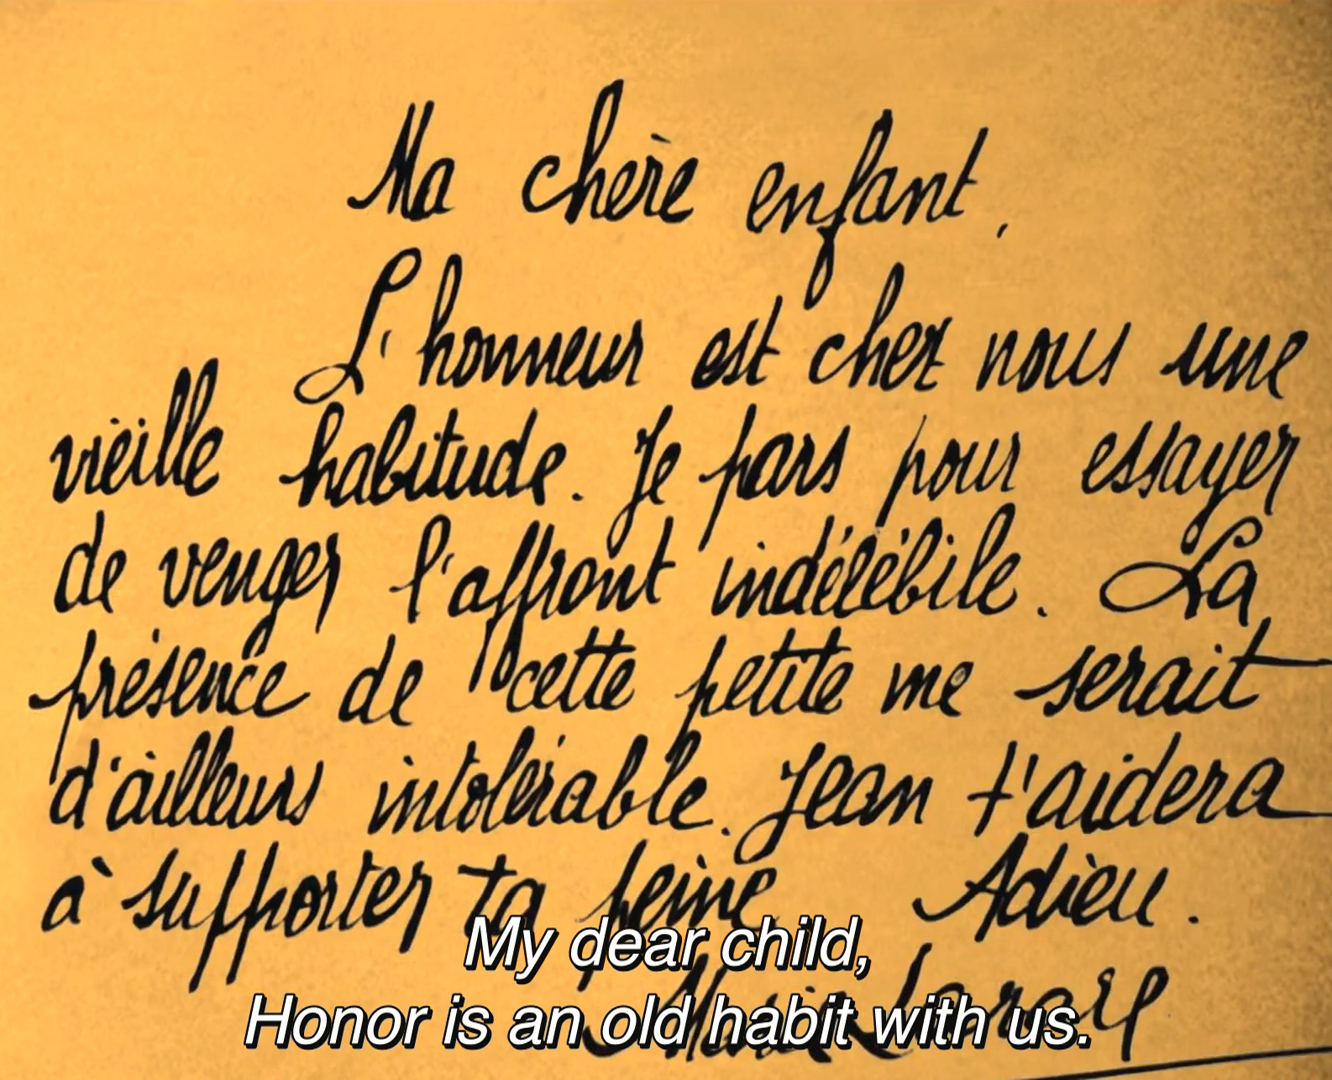 Ma chère enfant,
L'honneur est chez nous une
vieille habitude. Je pars pour essayer
de venger l'affront indélébile. La
présence de cette petite me serait
d'ailleurs intolérable. Jean t'aidera
à supporter ta peine Adieu.
My dear child,
Marie
Honor is an old habit with us.